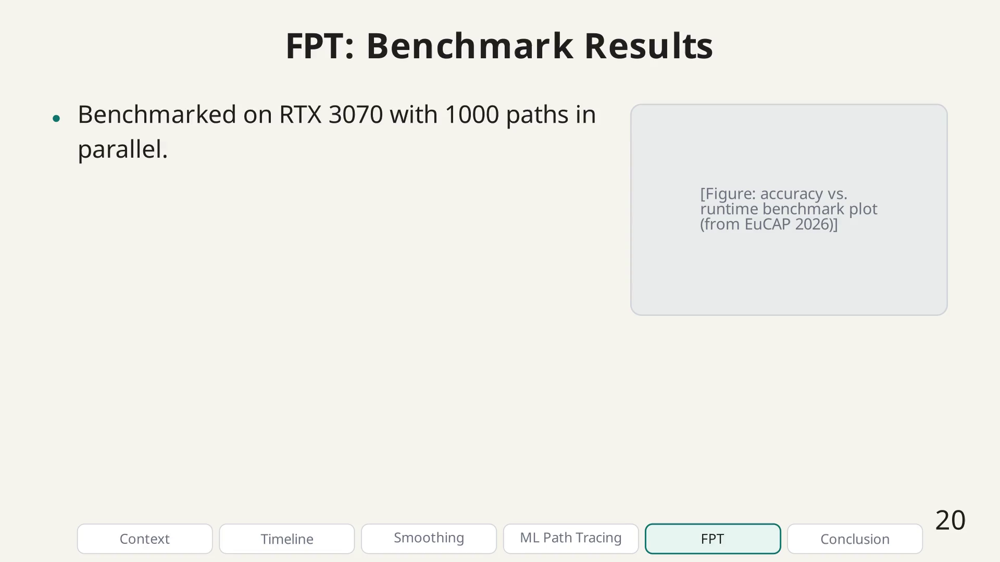 FPT: Benchmark Results
• Benchmarked on RTX 3070 with 1000 paths in
parallel.
[Figure: accuracy vs.
runtime benchmark plot
(from EuCAP 2026)]
20
Context
Timeline
Smoothing
ML Path Tracing
FPT
Conclusion